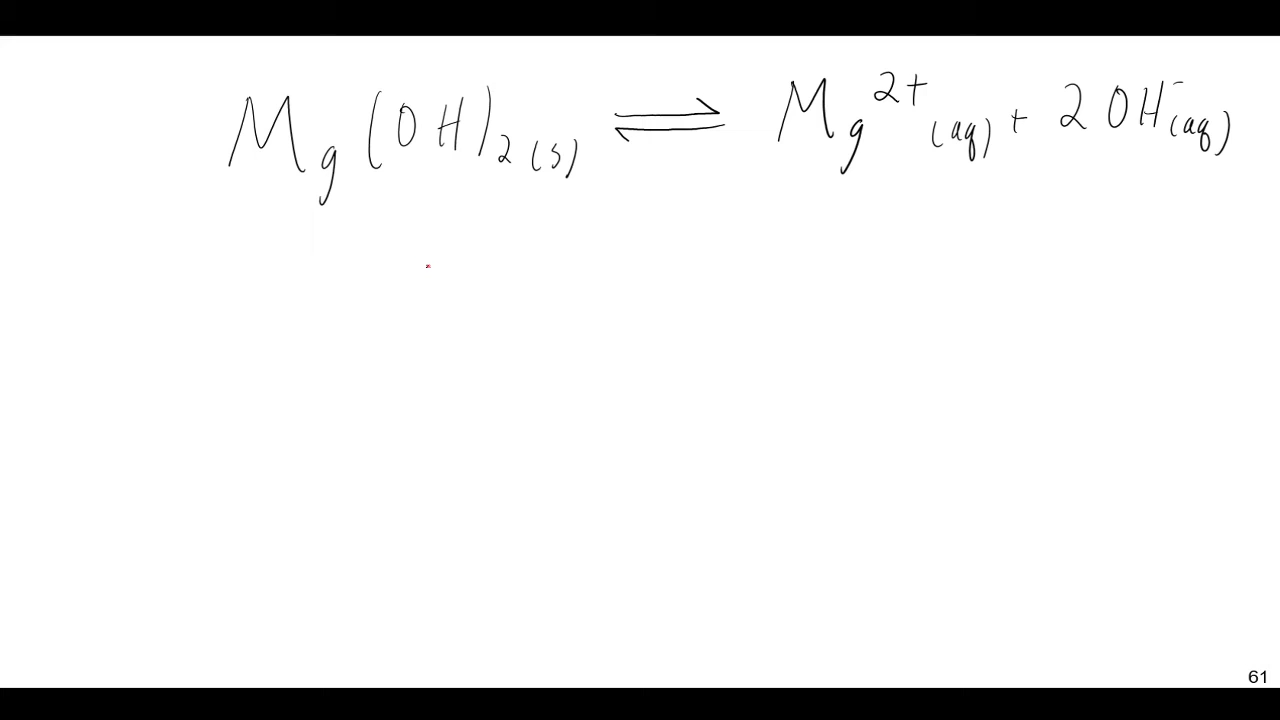 Mg(OH)₂(s) ⇌ Mg²⁺(aq) + 2OH⁻(aq)
61